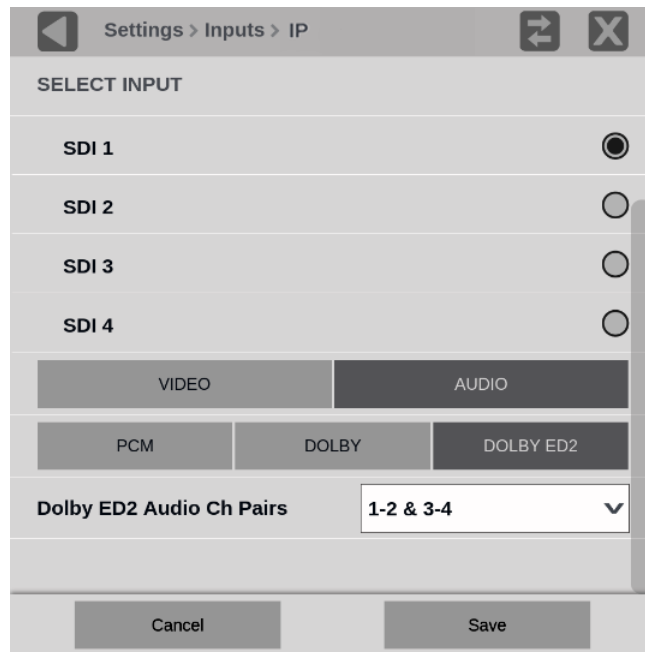 Settings > Inputs > IP
SELECT INPUT
SDI 1
SDI 2
SDI 3
SDI 4
VIDEO AUDIO
PCM DOLBY DOLBY ED2
Dolby ED2 Audio Ch Pairs 1-2 & 3-4
Cancel Save